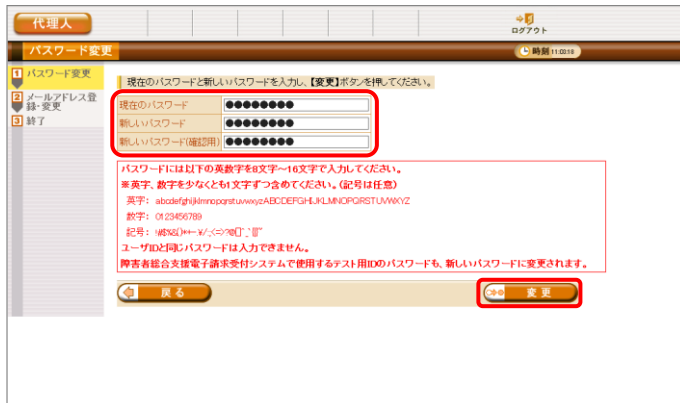 代理人
ログアウト
パスワード変更
時刻 11:03:18
1 パスワード変更
2 メールアドレス登録・変更
3 終了
現在のパスワードと新しいパスワードを入力し、【変更】ボタンを押してください。
現在のパスワード ●●●●●●●●
新しいパスワード ●●●●●●●●
新しいパスワード(確認用) ●●●●●●●●
パスワードには以下の英数字を8文字~16文字で入力してください。
※英字、数字を少なくとも1文字ずつ含めてください。(記号は任意)
英字: abcdefghijklmnopqrstuvwxyzABCDEFGHIJKLMNOPQRSTUVWXYZ
数字: 0123456789
記号:
ユーザIDと同じパスワードは入力できません。
障害者総合支援電子請求受付システムで使用するテスト用IDのパスワードも、新しいパスワードに変更されます。
戻る
変更